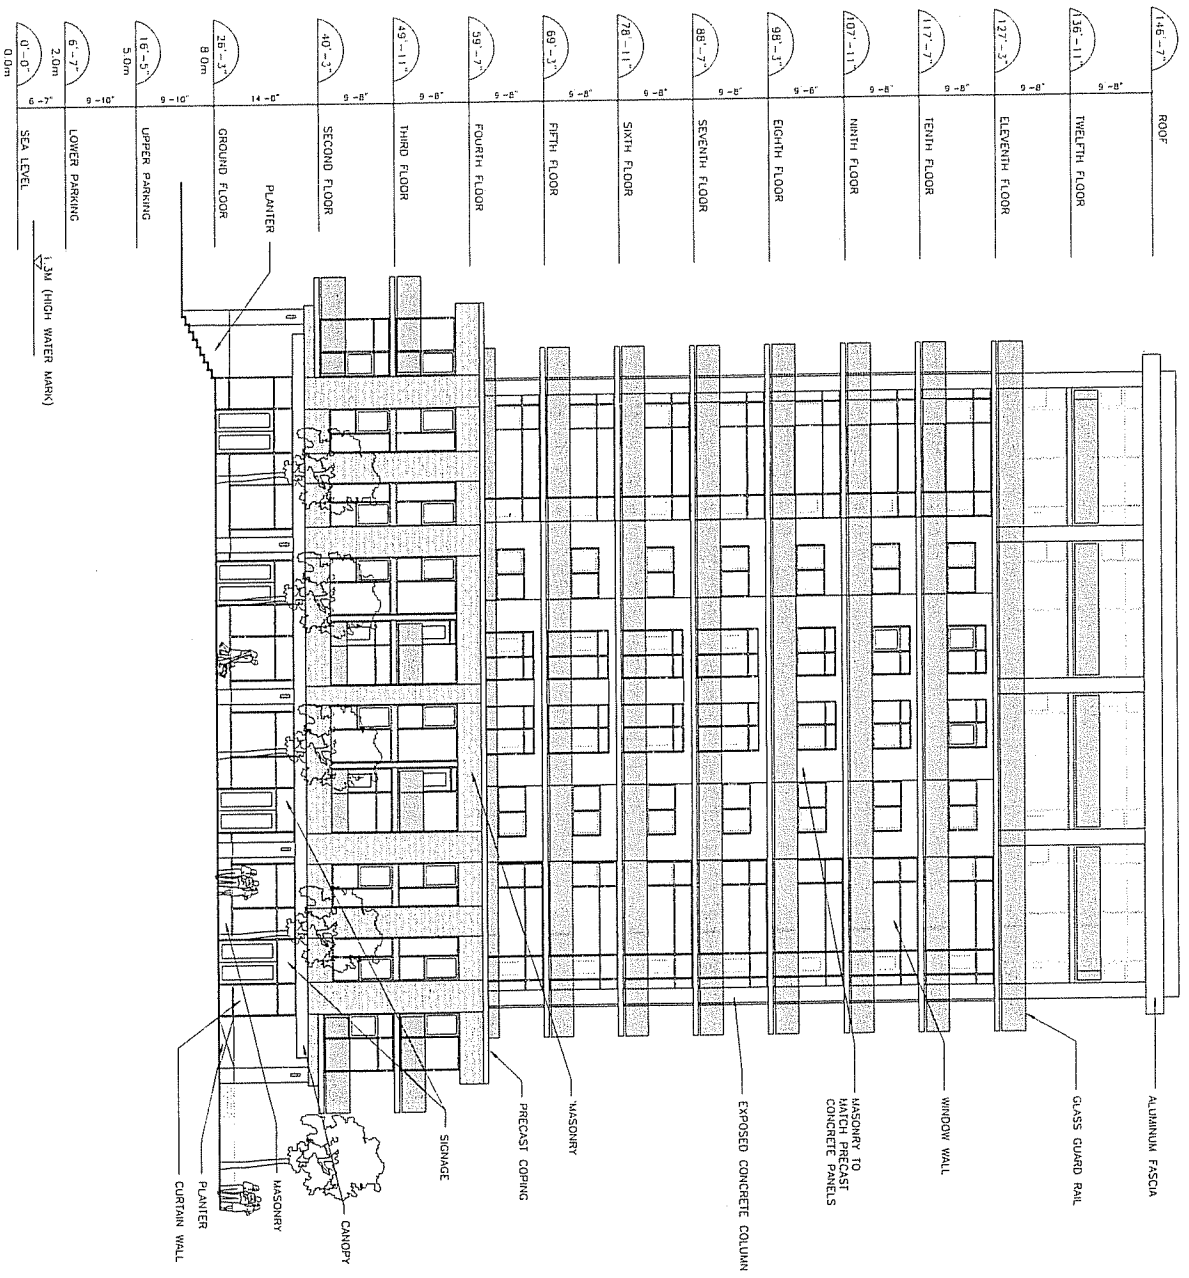 146'-7"
ROOF
9'-8"
136'-11"
TWELFTH FLOOR
9'-8"
127'-3"
ELEVENTH FLOOR
9'-8"
117'-7"
TENTH FLOOR
9'-8"
107'-11"
NINTH FLOOR
9'-8"
98'-3"
EIGHTH FLOOR
9'-8"
88'-7"
SEVENTH FLOOR
9'-8"
78'-11"
SIXTH FLOOR
9'-8"
69'-3"
FIFTH FLOOR
9'-8"
59'-7"
FOURTH FLOOR
9'-8"
49'-11"
THIRD FLOOR
9'-8"
40'-3"
SECOND FLOOR
14'-0"
26'-3"
8.0m
GROUND FLOOR
9'-10"
16'-5"
5.0m
UPPER PARKING
9'-10"
6'-7"
2.0m
LOWER PARKING
6'-7"
0'-0"
0.0m
SEA LEVEL
1.3M (HIGH WATER MARK)
PLANTER
ALUMINUM FASCIA
GLASS GUARD RAIL
WINDOW WALL
MASONRY TO
MATCH PRECAST
CONCRETE PANELS
EXPOSED CONCRETE COLUMN
MASONRY
PRECAST COPING
SIGNAGE
CANOPY
MASONRY
PLANTER
CURTAIN WALL